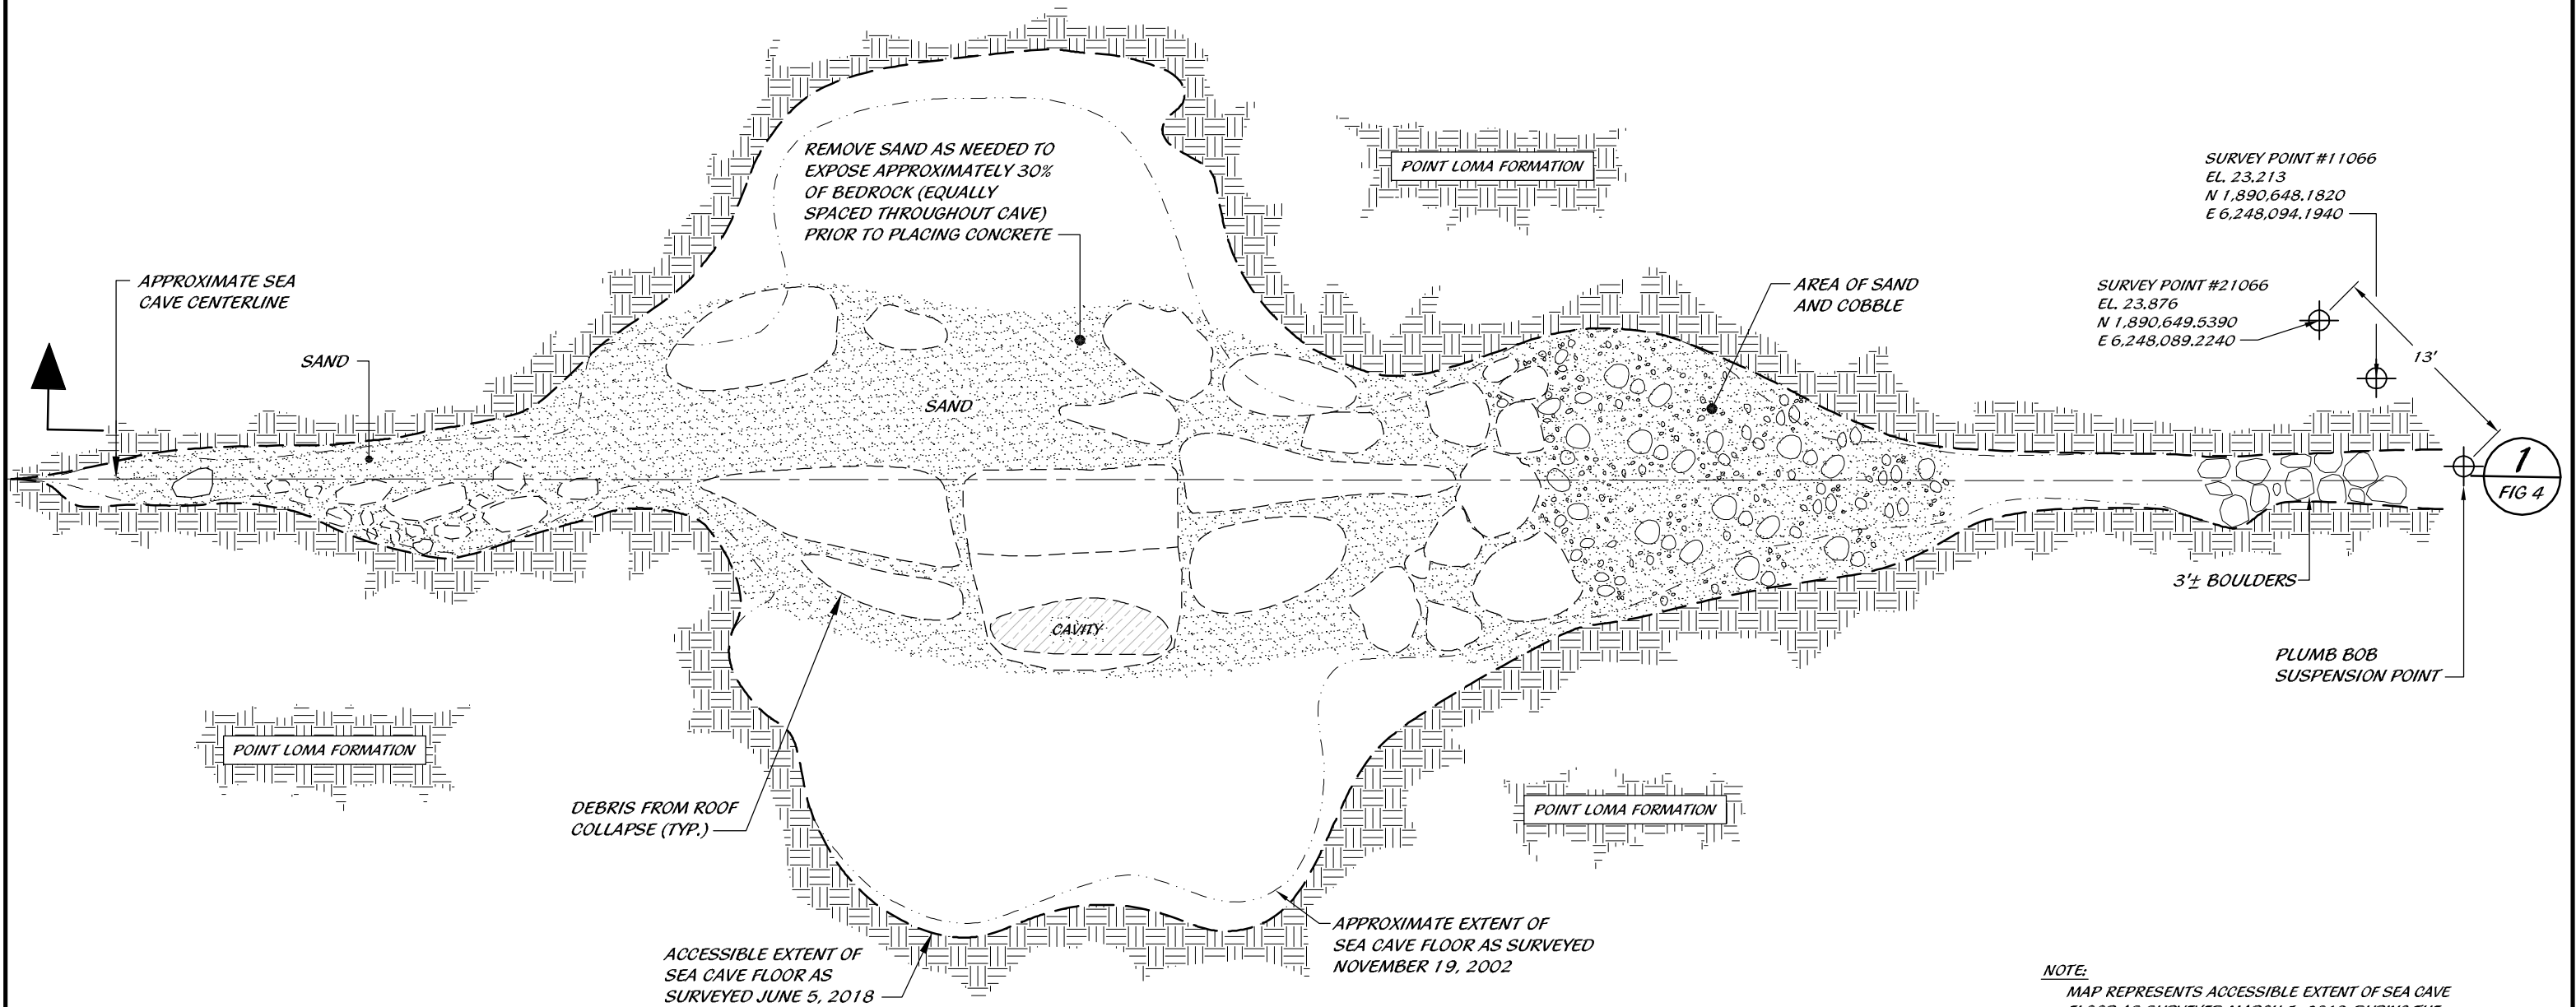 REMOVE SAND AS NEEDED TO
EXPOSE APPROXIMATELY 30%
OF BEDROCK (EQUALLY
SPACED THROUGHOUT CAVE)
PRIOR TO PLACING CONCRETE
POINT LOMA FORMATION
SURVEY POINT #11066
EL. 23.213
N 1,890,648.1820
E 6,248,094.1940
APPROXIMATE SEA
CAVE CENTERLINE
AREA OF SAND
AND COBBLE
SURVEY POINT #21066
EL. 23.876
N 1,890,649.5390
E 6,248,089.2240
13'
SAND
SAND
1
FIG 4
3'± BOULDERS
CAVITY
PLUMB BOB
SUSPENSION POINT
POINT LOMA FORMATION
DEBRIS FROM ROOF
COLLAPSE (TYP.)
POINT LOMA FORMATION
APPROXIMATE EXTENT OF
SEA CAVE FLOOR AS SURVEYED
NOVEMBER 19, 2002
ACCESSIBLE EXTENT OF
SEA CAVE FLOOR AS
SURVEYED JUNE 5, 2018
NOTE:
MAP REPRESENTS ACCESSIBLE EXTENT OF SEA CAVE